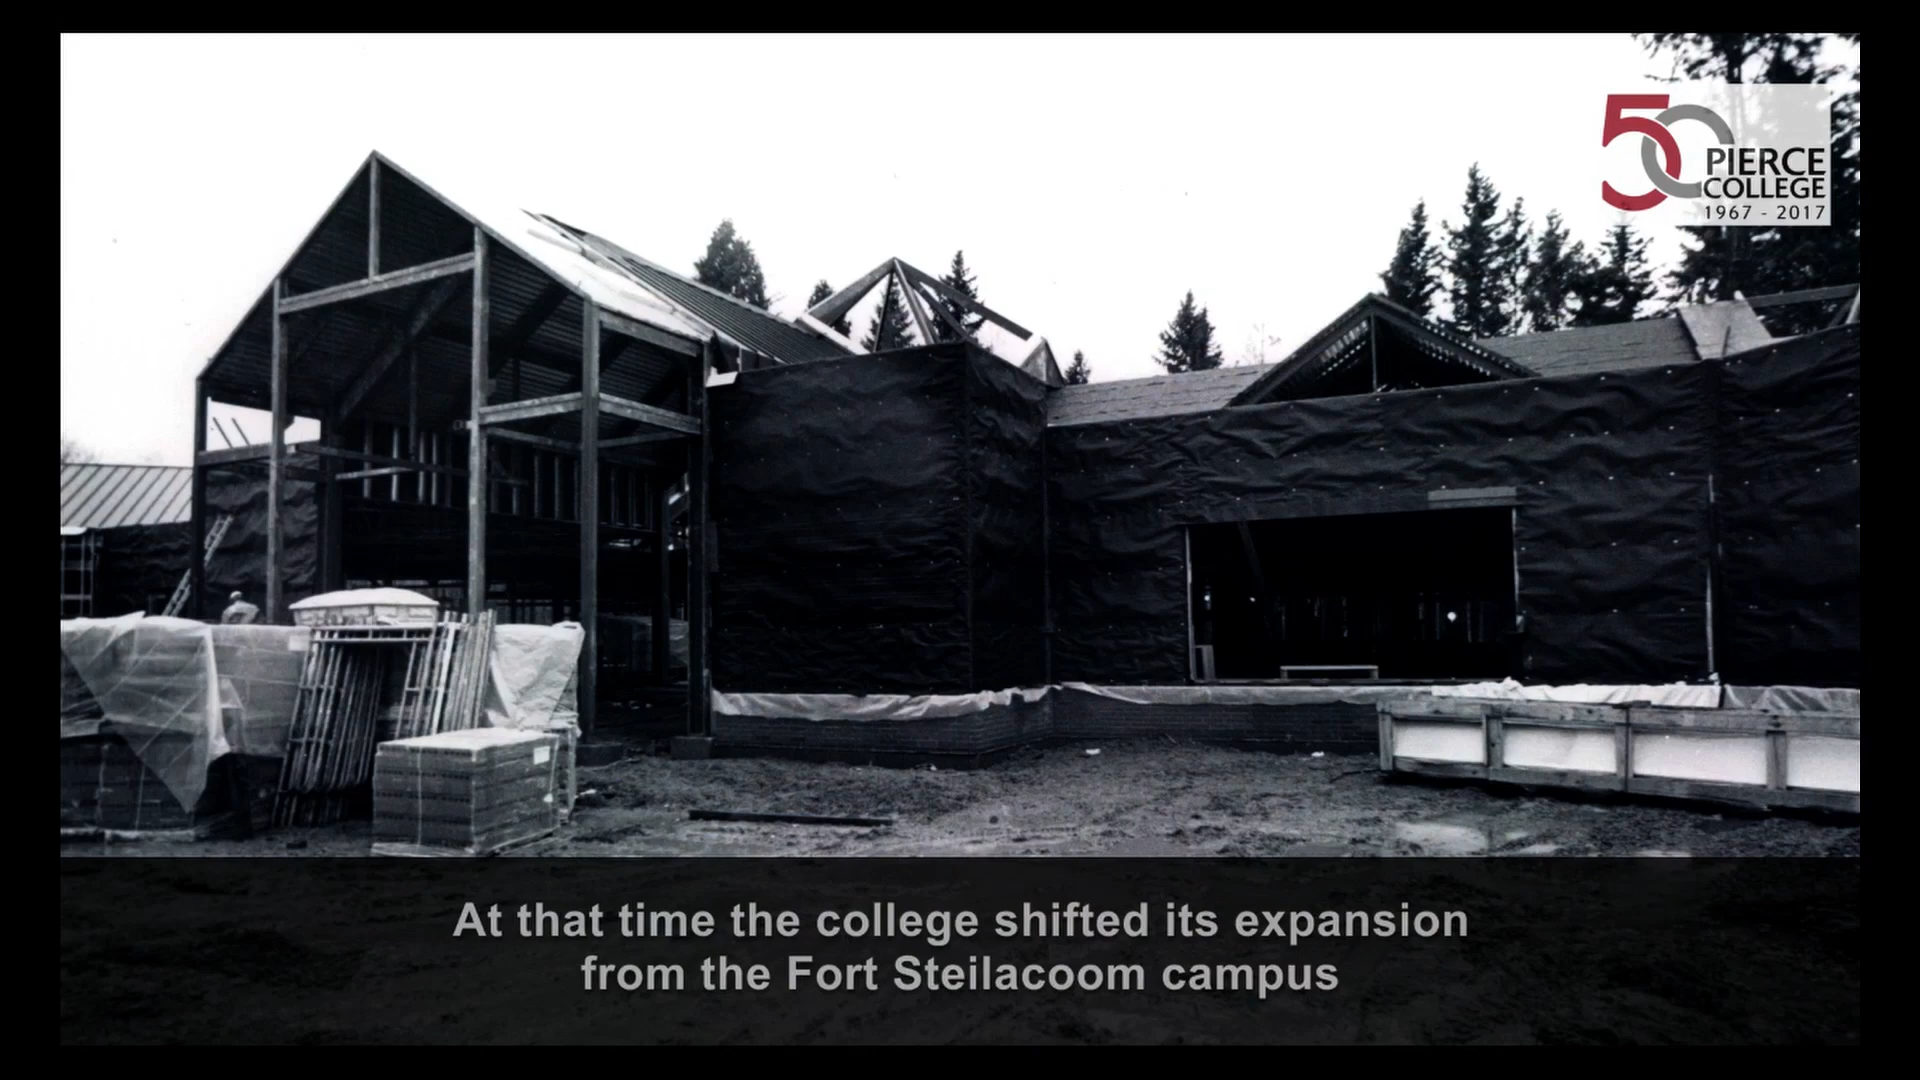 50
PIERCE
COLLEGE
1967 - 2017
At that time the college shifted its expansion
from the Fort Steilacoom campus